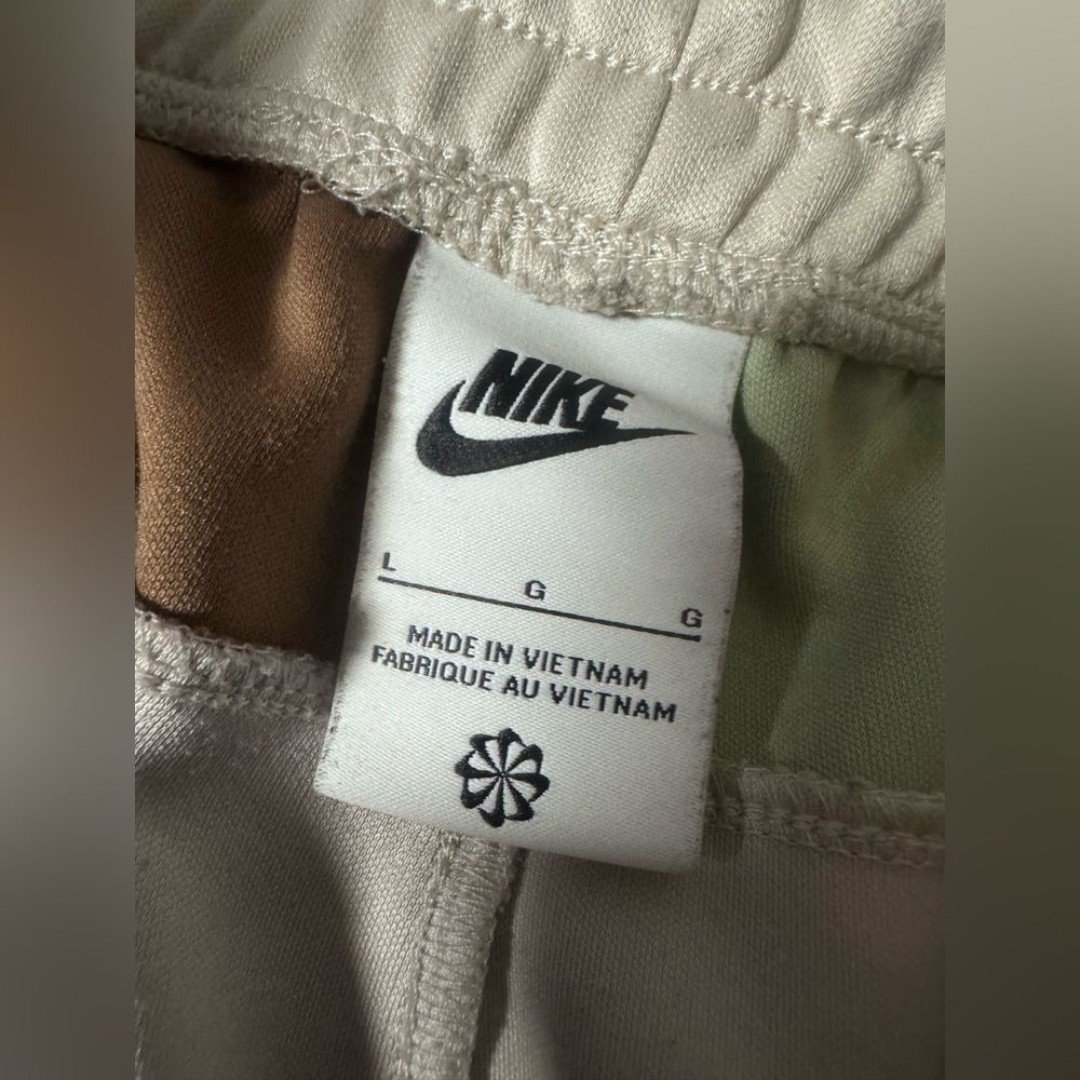 NIKE
L G G
MADE IN VIETNAM
FABRIQUE AU VIETNAM